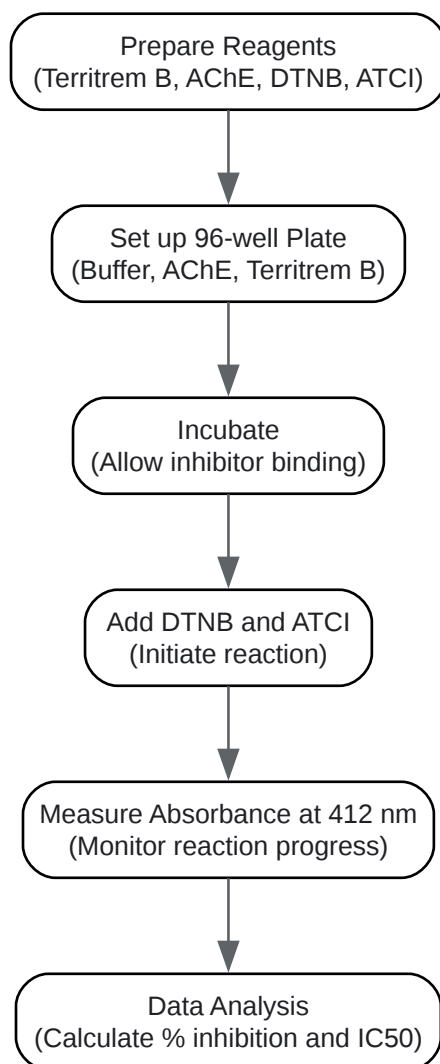 Prepare Reagents
(Territrem B, AChE, DTNB, ATCI)
Set up 96-well Plate
(Buffer, AChE, Territrem B)
Incubate
(Allow inhibitor binding)
Add DTNB and ATCI
(Initiate reaction)
Measure Absorbance at 412 nm
(Monitor reaction progress)
Data Analysis
(Calculate % inhibition and IC50)